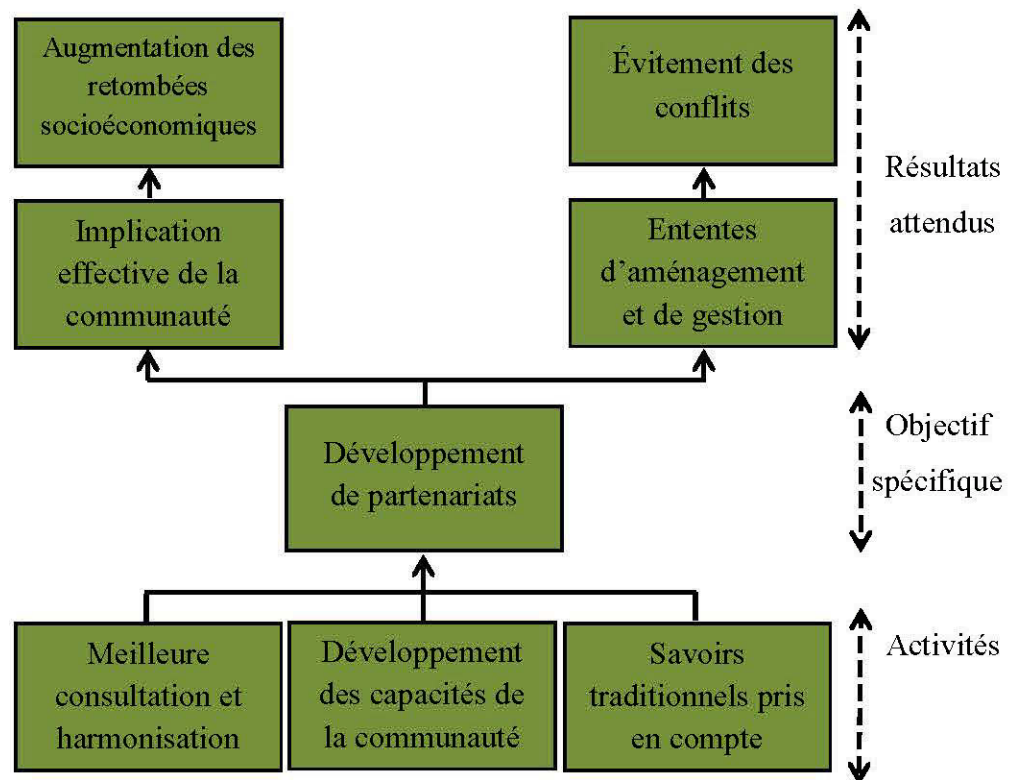 Augmentation des
retombées
socioéconomiques
Évitement des
conflits
Résultats
attendus
Implication
effective de la
communauté
Ententes
d’aménagement
et de gestion
Développement
de partenariats
Objectif
spécifique
Meilleure
consultation et
harmonisation
Développement
des capacités de
la communauté
Savoirs
traditionnels pris
en compte
Activités